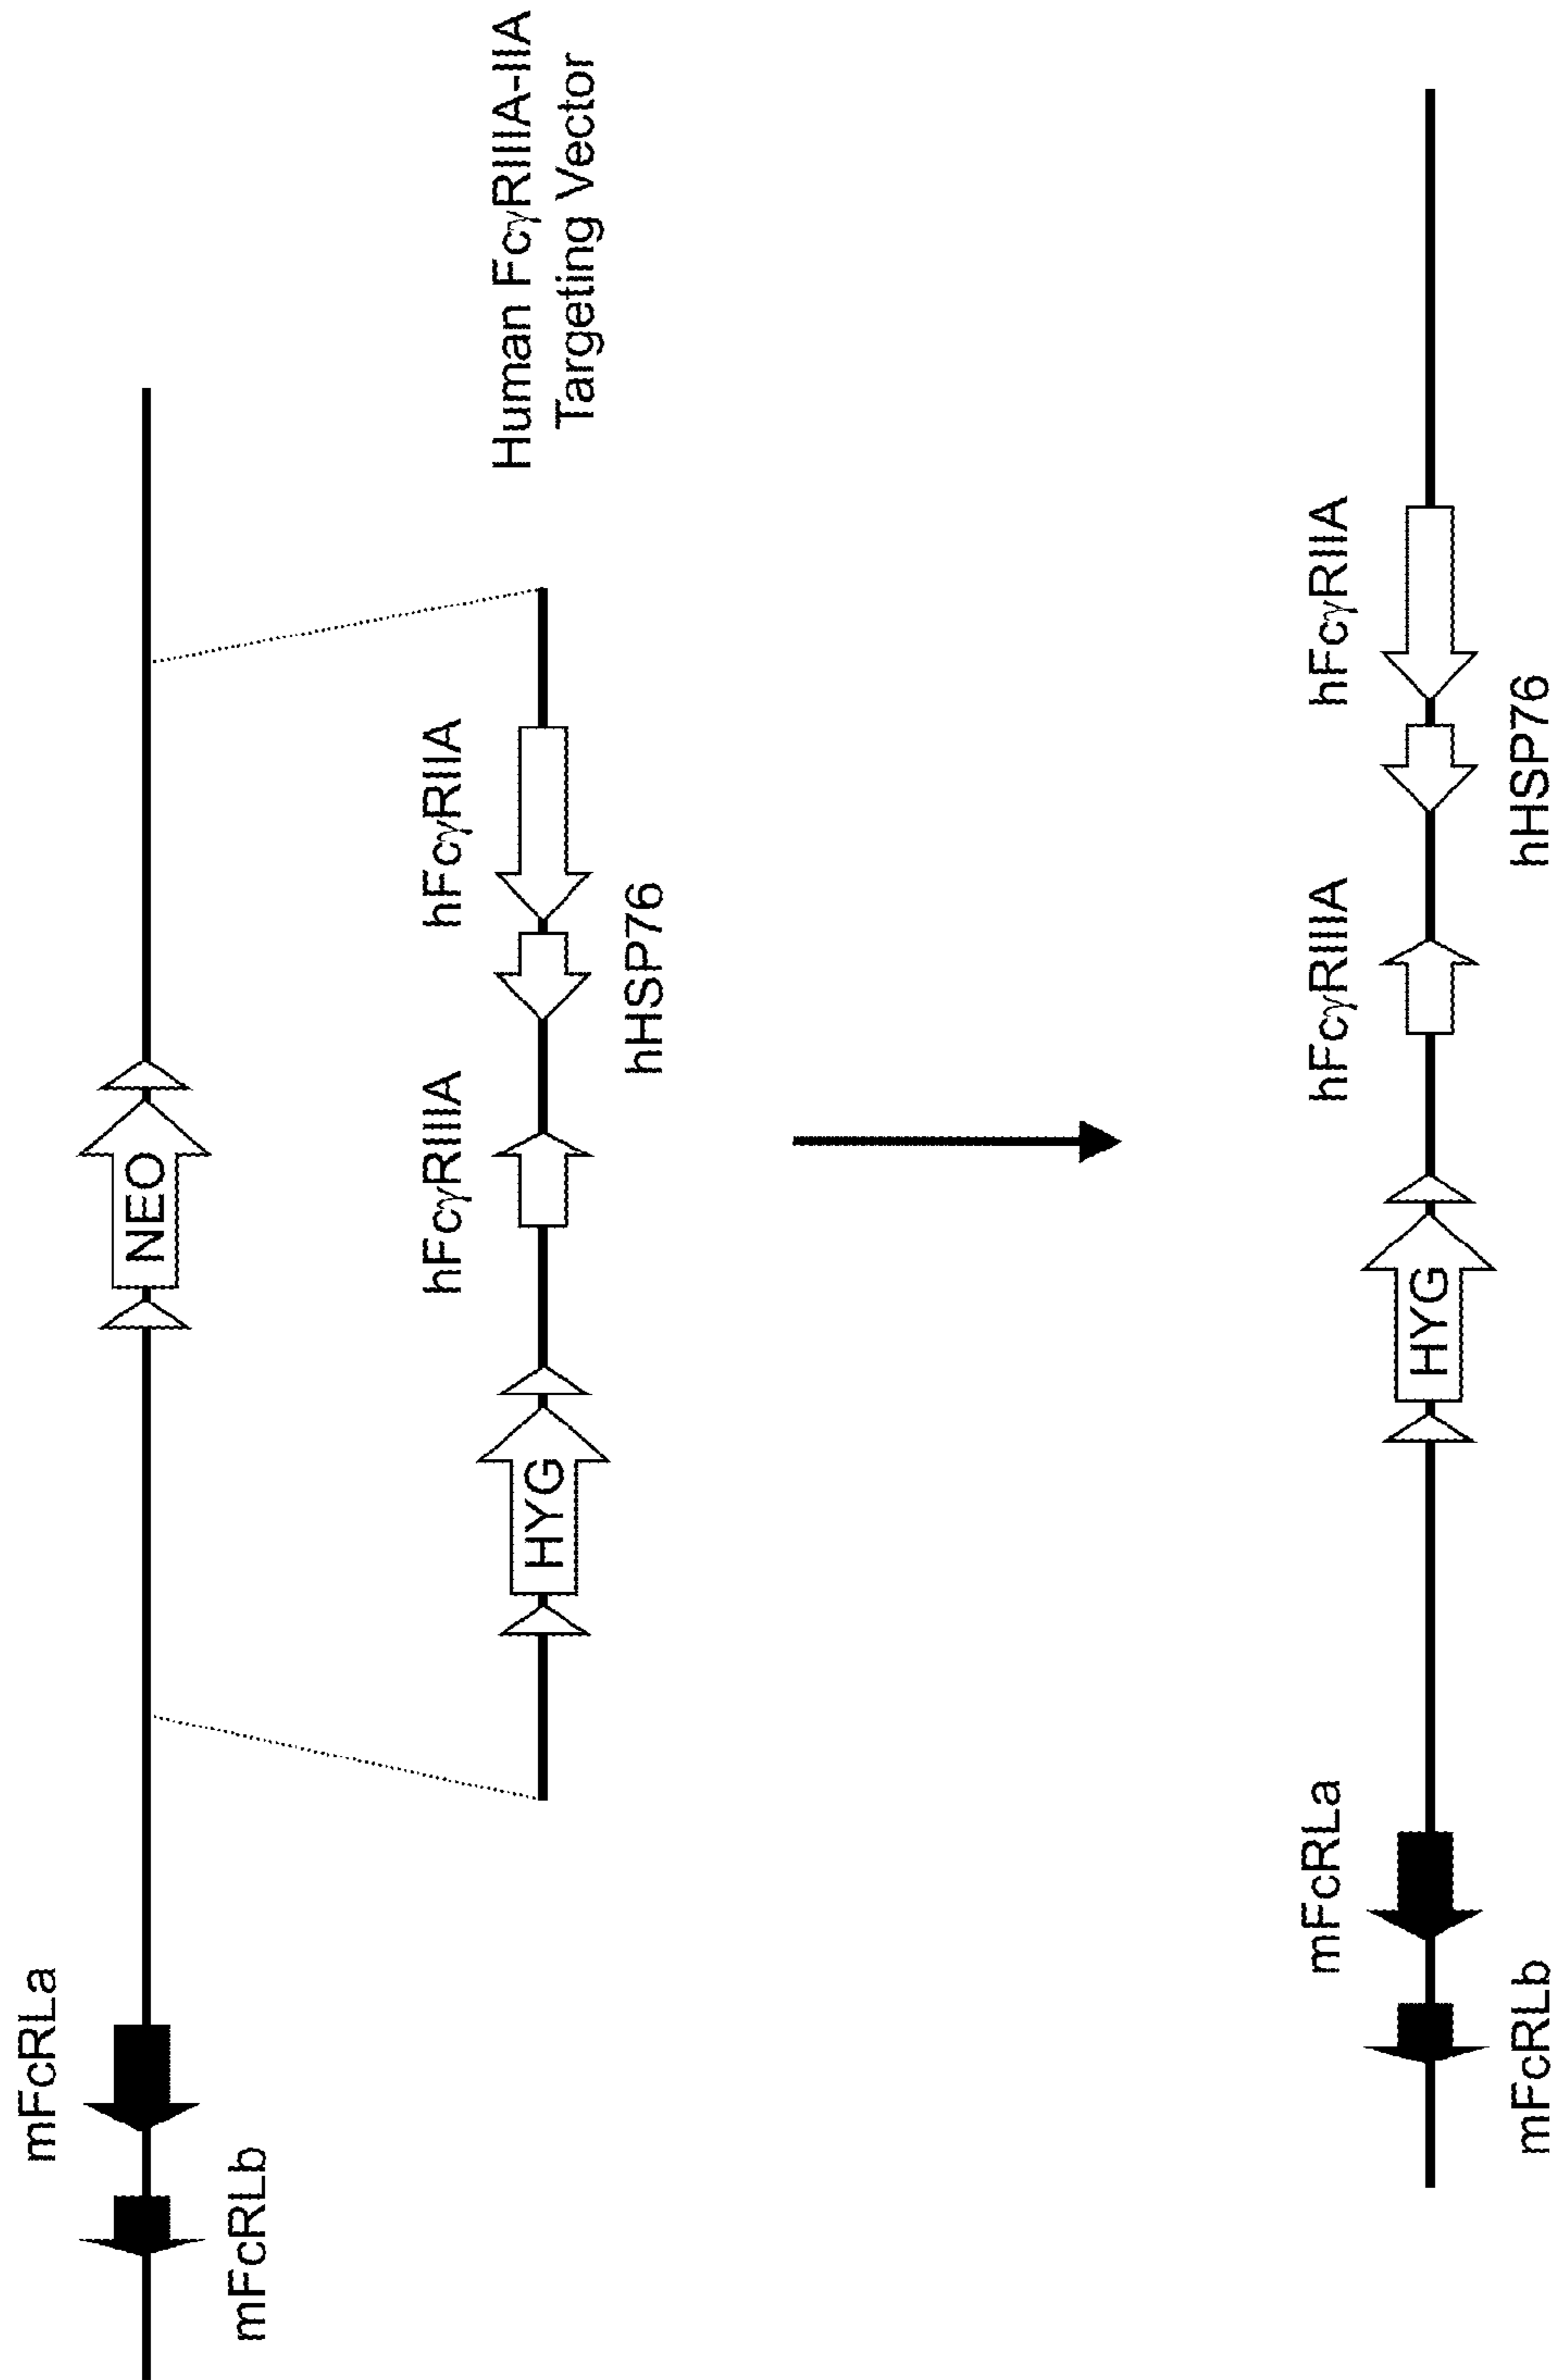 mFcRLa
mFcRLb
NEO
Human FcγRIIIA-IIA
Targeting Vector
HYG
hFcγRIIIA
hFcγRIIA
hHSP76
mFcRLa
mFcRLb
HYG
hFcγRIIIA
hFcγRIIA
hHSP76